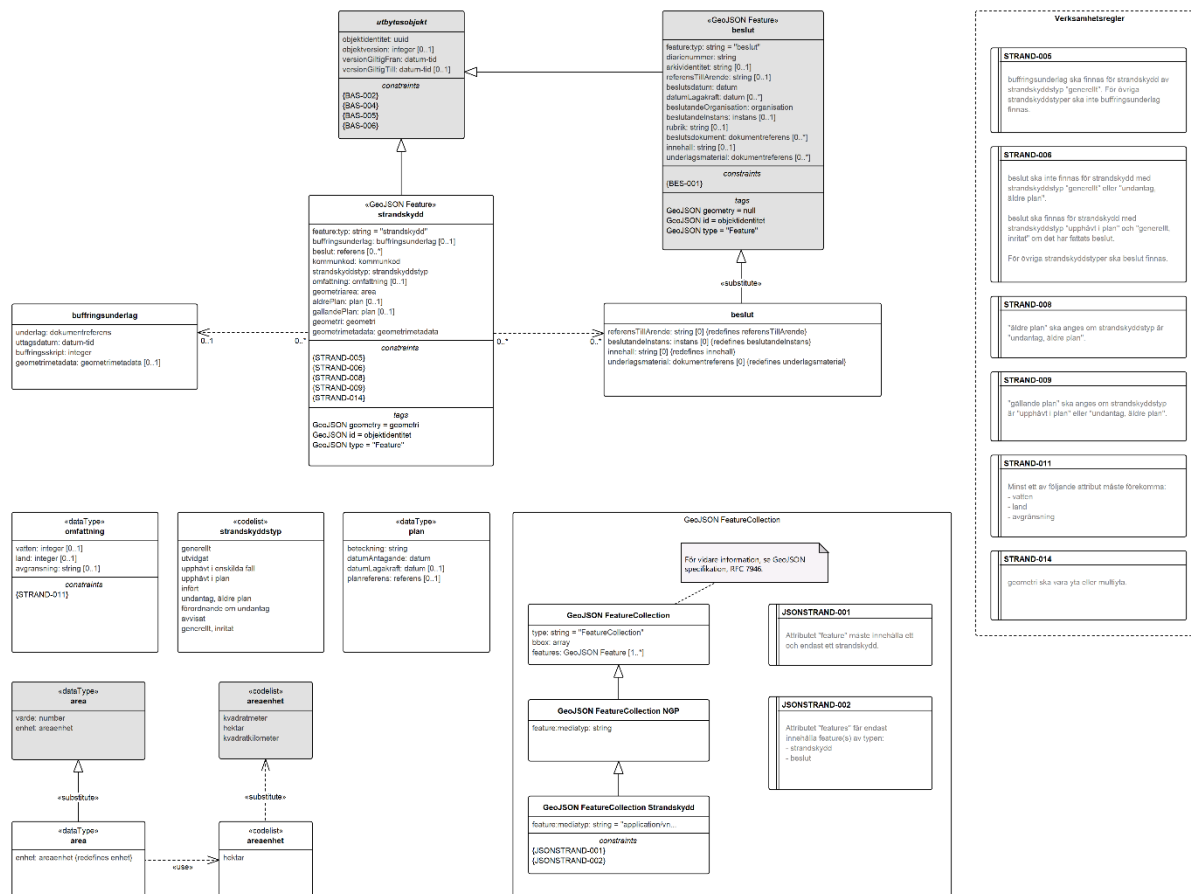 utbytesobjekt
objektidentitet: uuid
objektversion: integer [0..1]
versionGiltigFran: datum-tid
versionGiltigTill: datum-tid [0..1]
constraints
{BAS-002}
{BAS-004}
{BAS-005}
{BAS-006}
«GeoJSON Feature»
beslut
feature:typ: string = "beslut"
diarienummer: string
arkividentitet: string [0..1]
referensTillArende: string [0..1]
beslutsdatum: datum
datumLagakraft: datum [0..*]
beslutandeOrganisation: organisation
beslutandeInstans: instans [0..1]
rubrik: string [0..1]
beslutsdokument: dokumentreferens [0..*]
innehall: string [0..1]
underlagsmaterial: dokumentreferens [0..*]
constraints
{BES-001}
tags
GeoJSON geometry = null
GeoJSON id = objektidentitet
GeoJSON type = "Feature"
«GeoJSON Feature»
strandskydd
feature:typ: string = "strandskydd"
buffringsunderlag: buffringsunderlag [0..1]
beslut: referens [0..*]
kommunkod: kommunkod
strandskyddstyp: strandskyddstyp
omfattning: omfattning [0..1]
geometriarea: area
aldrePlan: plan [0..1]
gallandePlan: plan [0..1]
geometri: geometri
geometrimetadata: geometrimetadata
constraints
{STRAND-005}
{STRAND-006}
{STRAND-008}
{STRAND-009}
{STRAND-014}
tags
GeoJSON geometry = geometri
GeoJSON id = objektidentitet
GeoJSON type = "Feature"
buffringsunderlag
underlag: dokumentreferens
uttagsdatum: datum-tid
buffringsskript: integer
geometrimetadata: geometrimetadata [0..1]
0..1
0..*
0..*
0..*
«substitute»
beslut
referensTillArende: string [0] {redefines referensTillArende}
beslutandeInstans: instans [0] {redefines beslutandeInstans}
innehall: string [0] {redefines innehall}
underlagsmaterial: dokumentreferens [0] {redefines underlagsmaterial}
Verksamhetsregler
STRAND-005
buffringsunderlag ska finnas för strandskydd av
strandskyddstyp "generellt". För övriga
strandskyddstyper ska inte buffringsunderlag
finnas.
STRAND-006
beslut ska inte finnas för strandskydd med
strandskyddstyp "generellt" eller "undantag,
äldre plan".
beslut ska finnas för strandskydd med
strandskyddstyp "upphävt i plan" och "generellt,
inritat" om det har fattats beslut.
För övriga strandskyddstyper ska beslut finnas.
STRAND-008
"äldre plan" ska anges om strandskyddstyp är
"undantag, äldre plan".
STRAND-009
"gällande plan" ska anges om strandskyddstyp
är "upphävt i plan" eller "undantag, äldre plan".
STRAND-011
Minst ett av följande attribut måste förekomma:
- vatten
- land
- avgränsning
STRAND-014
geometri ska vara yta eller multiyta.
«dataType»
omfattning
vatten: integer [0..1]
land: integer [0..1]
avgransning: string [0..1]
constraints
{STRAND-011}
«codelist»
strandskyddstyp
generellt
utvidgat
upphävt i enskilda fall
upphävt i plan
infört
undantag, äldre plan
förordnande om undantag
avvisat
generellt, inritat
«dataType»
plan
beteckning: string
datumAntagande: datum
datumLagakraft: datum [0..1]
planreferens: referens [0..1]
«dataType»
area
varde: number
enhet: areaenhet
«codelist»
areaenhet
kvadratmeter
hektar
kvadratkilometer
«substitute»
«substitute»
«dataType»
area
enhet: areaenhet {redefines enhet}
«use»
«codelist»
areaenhet
hektar
GeoJSON FeatureCollection
För vidare information, se GeoJSON
specifikation, RFC 7946.
GeoJSON FeatureCollection
type: string = "FeatureCollection"
bbox: array
features: GeoJSON Feature [1..*]
GeoJSON FeatureCollection NGP
feature:mediatyp: string
GeoJSON FeatureCollection Strandskydd
feature:mediatyp: string = "application/vn...
constraints
{JSONSTRAND-001}
{JSONSTRAND-002}
JSONSTRAND-001
Attributet "feature" måste innehålla ett
och endast ett strandskydd.
JSONSTRAND-002
Attributet "features" får endast
innehålla feature(s) av typen:
- strandskydd
- beslut